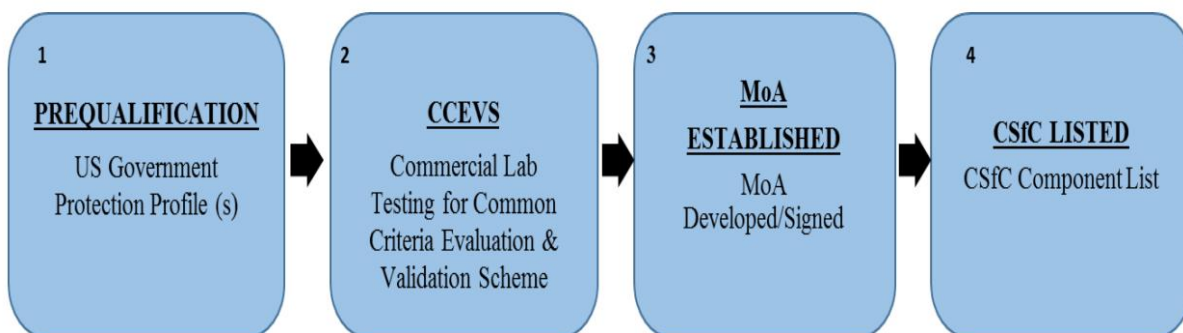 1
PREQUALIFICATION
US Government
Protection Profile (s)
2
CCEVS
Commercial Lab
Testing for Common
Criteria Evaluation &
Validation Scheme
3
MoA
ESTABLISHED
MoA
Developed/Signed
4
CSfC LISTED
CSfC Component List